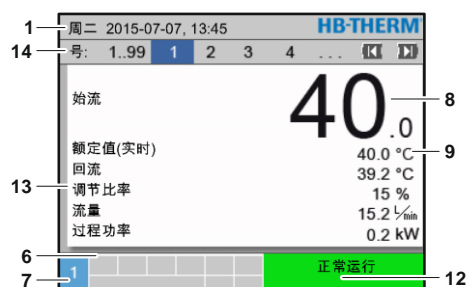 1 周二 2015-07-07, 13:45 HB-THERM
14 号: 1..99 1 2 3 4 ...
始流 40.0 8
额定值(实时) 40.0 °C 9
回流 39.2 °C
13 调节比率 15 %
流量 15.2 L/min
过程功率 0.2 kW
6
7 1 正常运行 12